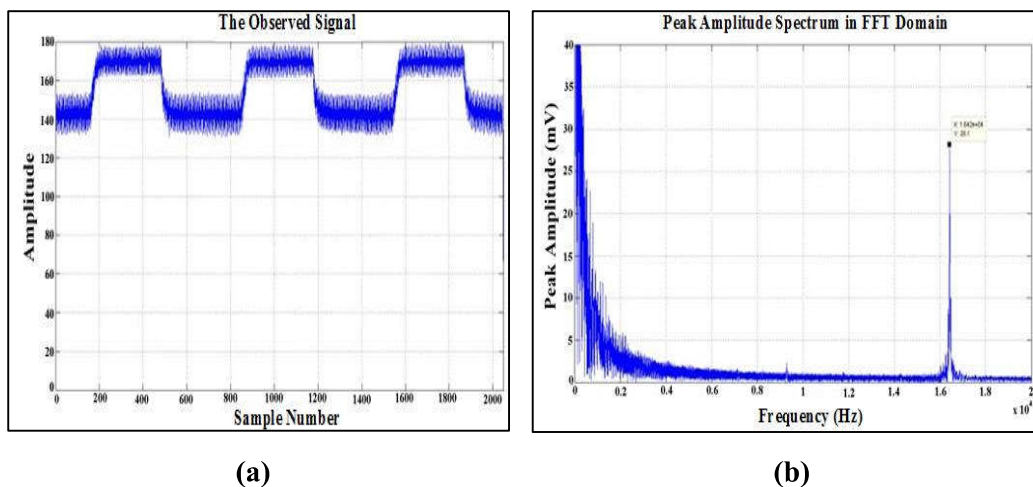 The Observed Signal
180
160
140
120
100
80
60
40
20
0
Amplitude
0 200 400 600 800 1000 1200 1400 1600 1800 2000
Sample Number
(a)
Peak Amplitude Spectrum in FFT Domain
40
35
30
25
20
15
10
5
0
Peak Amplitude (mV)
0 0.2 0.4 0.6 0.8 1 1.2 1.4 1.6 1.8 2
x 10
Frequency (Hz)
(b)